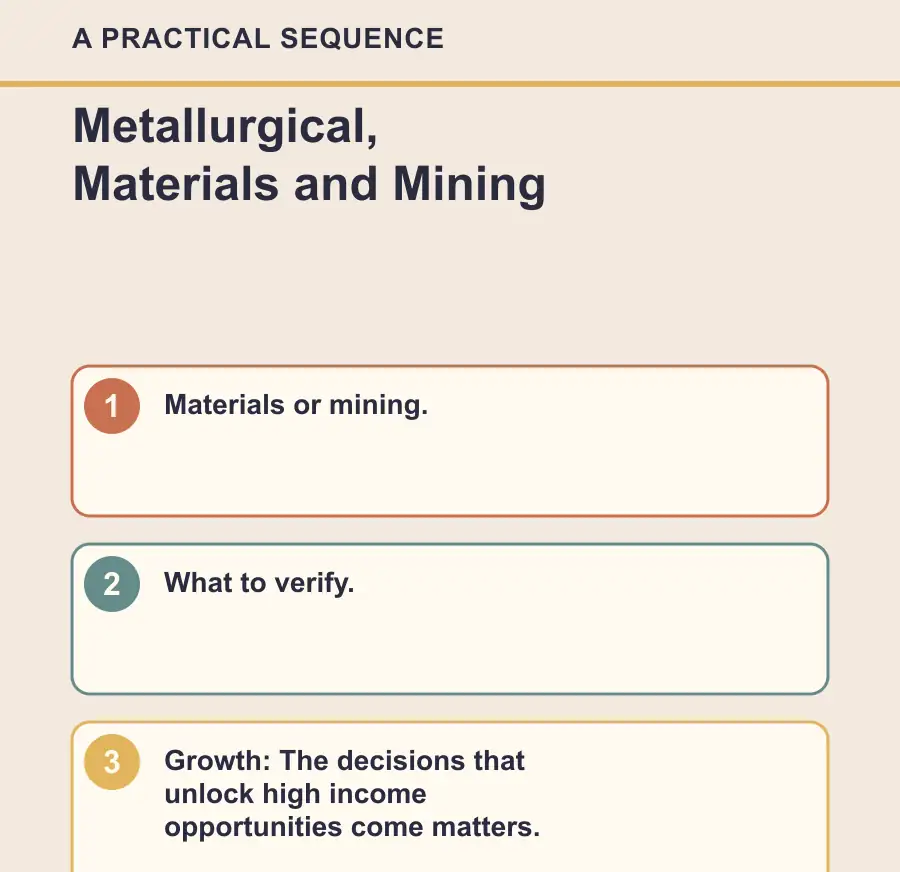 A PRACTICAL SEQUENCE
Metallurgical,
Materials and Mining
1
Materials or mining.
2
What to verify.
3
Growth: The decisions that
unlock high income
opportunities come matters.